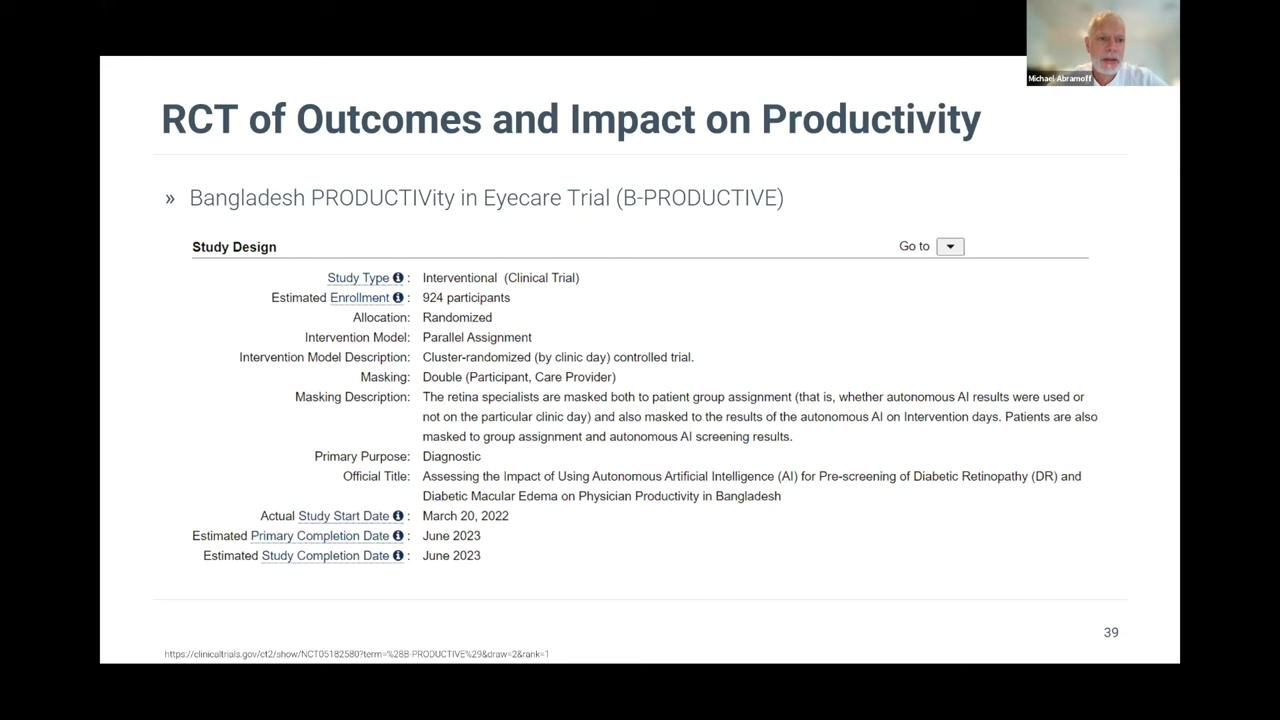 Michael Abramoff
RCT of Outcomes and Impact on Productivity
» Bangladesh PRODUCTIVity in Eyecare Trial (B-PRODUCTIVE)
Study Design Go to
Study Type : Interventional (Clinical Trial)
Estimated Enrollment : 924 participants
Allocation: Randomized
Intervention Model: Parallel Assignment
Intervention Model Description: Cluster-randomized (by clinic day) controlled trial.
Masking: Double (Participant, Care Provider)
Masking Description: The retina specialists are masked both to patient group assignment (that is, whether autonomous AI results were used or
not on the particular clinic day) and also masked to the results of the autonomous AI on Intervention days. Patients are also
masked to group assignment and autonomous AI screening results.
Primary Purpose: Diagnostic
Official Title: Assessing the Impact of Using Autonomous Artificial Intelligence (AI) for Pre-screening of Diabetic Retinopathy (DR) and
Diabetic Macular Edema on Physician Productivity in Bangladesh
Actual Study Start Date : March 20, 2022
Estimated Primary Completion Date : June 2023
Estimated Study Completion Date : June 2023
39
https://clinicaltrials.gov/ct2/show/NCT05182580?term=%28B-PRODUCTIVE%29&draw=2&rank=1